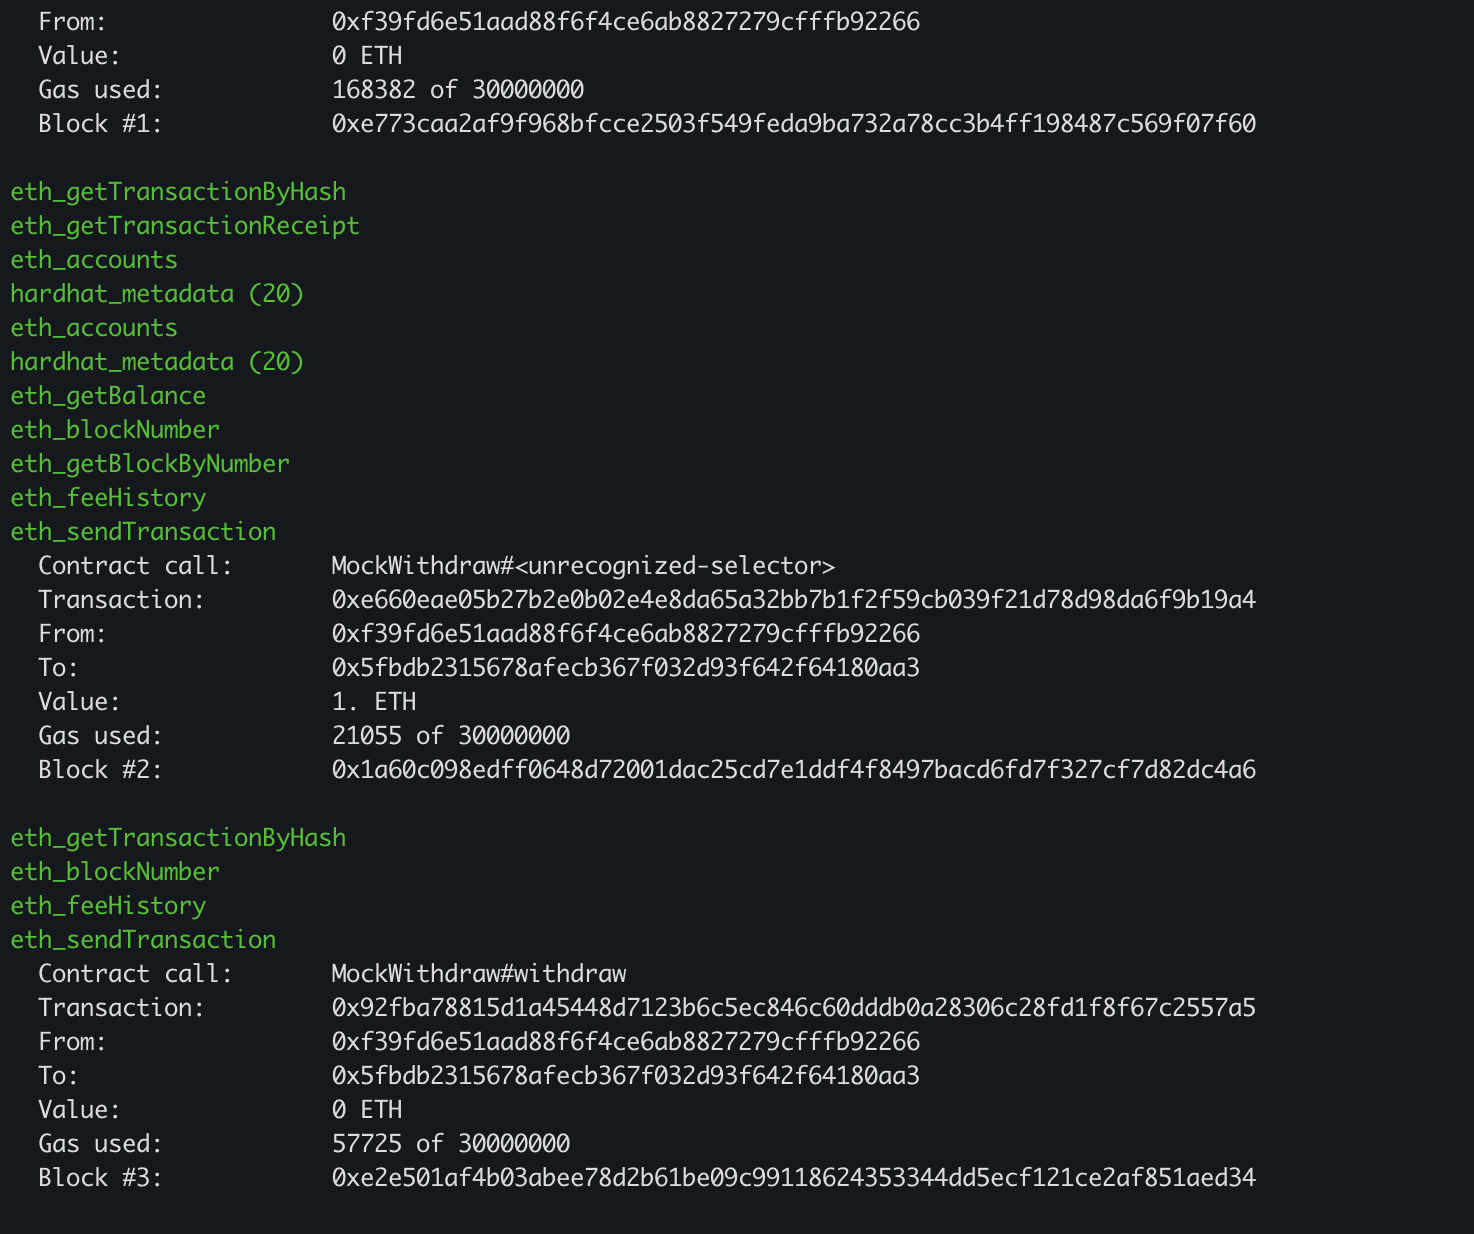 From: 0xf39fd6e51aad88f6f4ce6ab8827279cfffb92266
Value: 0 ETH
Gas used: 168382 of 30000000
Block #1: 0xe773caa2af9f968bfcce2503f549feda9ba732a78cc3b4ff198487c569f07f60
eth_getTransactionByHash
eth_getTransactionReceipt
eth_accounts
hardhat_metadata (20)
eth_accounts
hardhat_metadata (20)
eth_getBalance
eth_blockNumber
eth_getBlockByNumber
eth_feeHistory
eth_sendTransaction
Contract call: MockWithdraw#<unrecognized-selector>
Transaction: 0xe660eae05b27b2e0b02e4e8da65a32bb7b1f2f59cb039f21d78d98da6f9b19a4
From: 0xf39fd6e51aad88f6f4ce6ab8827279cfffb92266
To: 0x5fbdb2315678afecb367f032d93f642f64180aa3
Value: 1. ETH
Gas used: 21055 of 30000000
Block #2: 0x1a60c098edff0648d72001dac25cd7e1ddf4f8497bacd6fd7f327cf7d82dc4a6
eth_getTransactionByHash
eth_blockNumber
eth_feeHistory
eth_sendTransaction
Contract call: MockWithdraw#withdraw
Transaction: 0x92fba78815d1a45448d7123b6c5ec846c60dddb0a28306c28fd1f8f67c2557a5
From: 0xf39fd6e51aad88f6f4ce6ab8827279cfffb92266
To: 0x5fbdb2315678afecb367f032d93f642f64180aa3
Value: 0 ETH
Gas used: 57725 of 30000000
Block #3: 0xe2e501af4b03abee78d2b61be09c99118624353344dd5ecf121ce2af851aed34